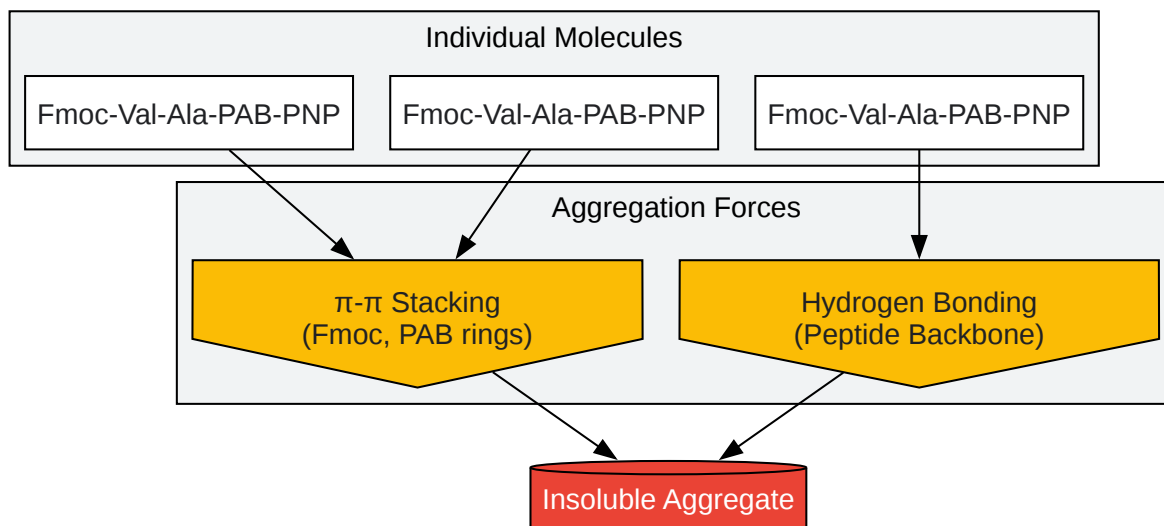 Individual Molecules
Fmoc-Val-Ala-PAB-PNP
Fmoc-Val-Ala-PAB-PNP
Fmoc-Val-Ala-PAB-PNP
Aggregation Forces
π-π Stacking
(Fmoc, PAB rings)
Hydrogen Bonding
(Peptide Backbone)
Insoluble Aggregate